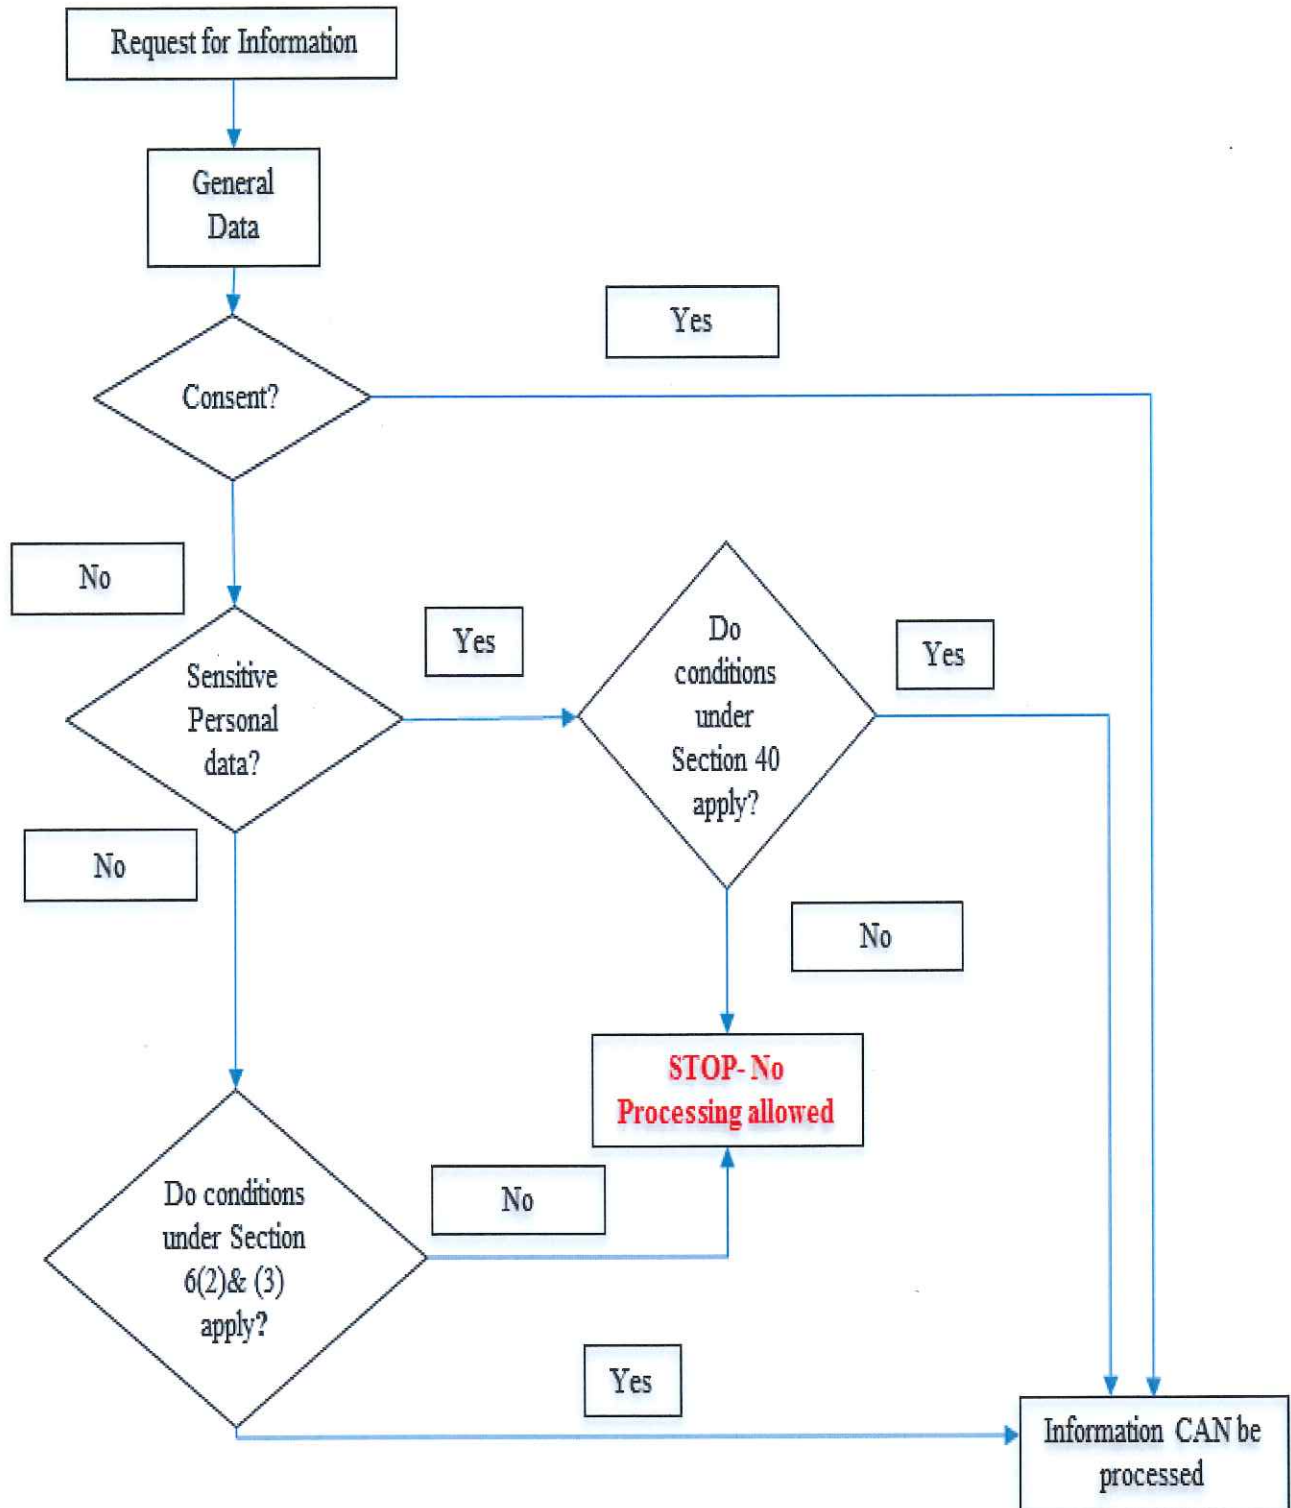 Request for Information
General
Data
Yes
Consent?
No
Sensitive
Personal
data?
Yes
Do
conditions
under
Section 40
apply?
Yes
No
No
STOP- No
Processing allowed
Do conditions
under Section
6(2)& (3)
apply?
No
Yes
Information CAN be
processed